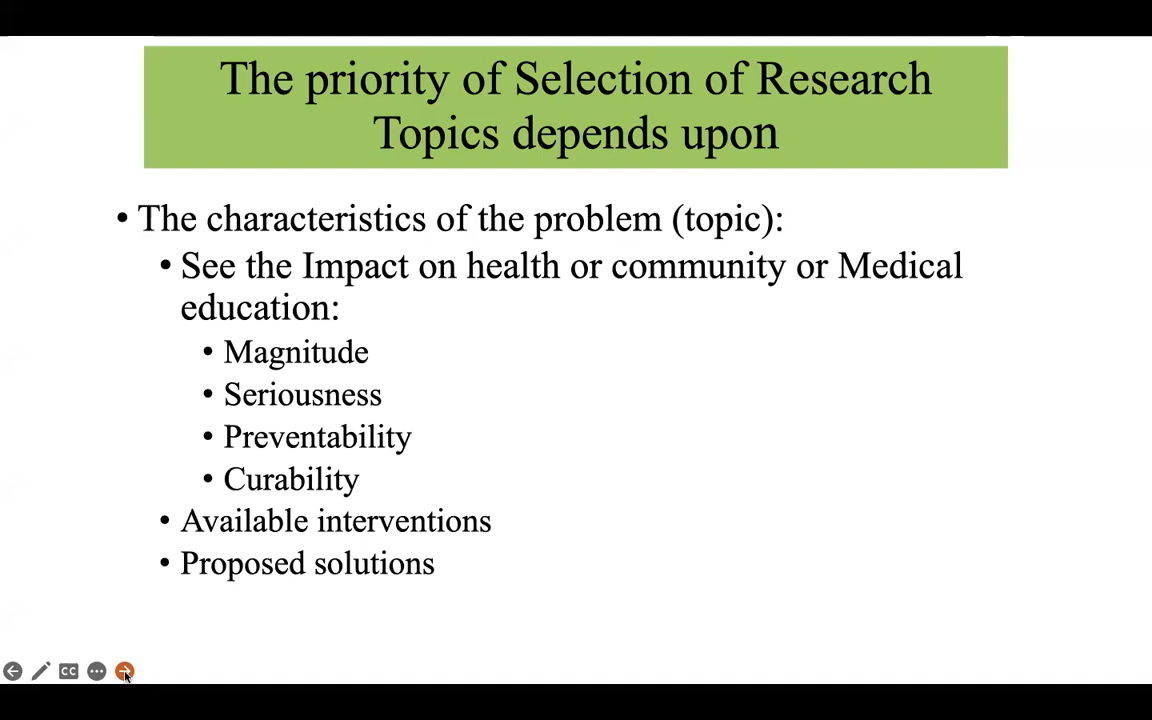 The priority of Selection of Research
Topics depends upon
• The characteristics of the problem (topic):
• See the Impact on health or community or Medical
education:
• Magnitude
• Seriousness
• Preventability
• Curability
• Available interventions
• Proposed solutions
CC